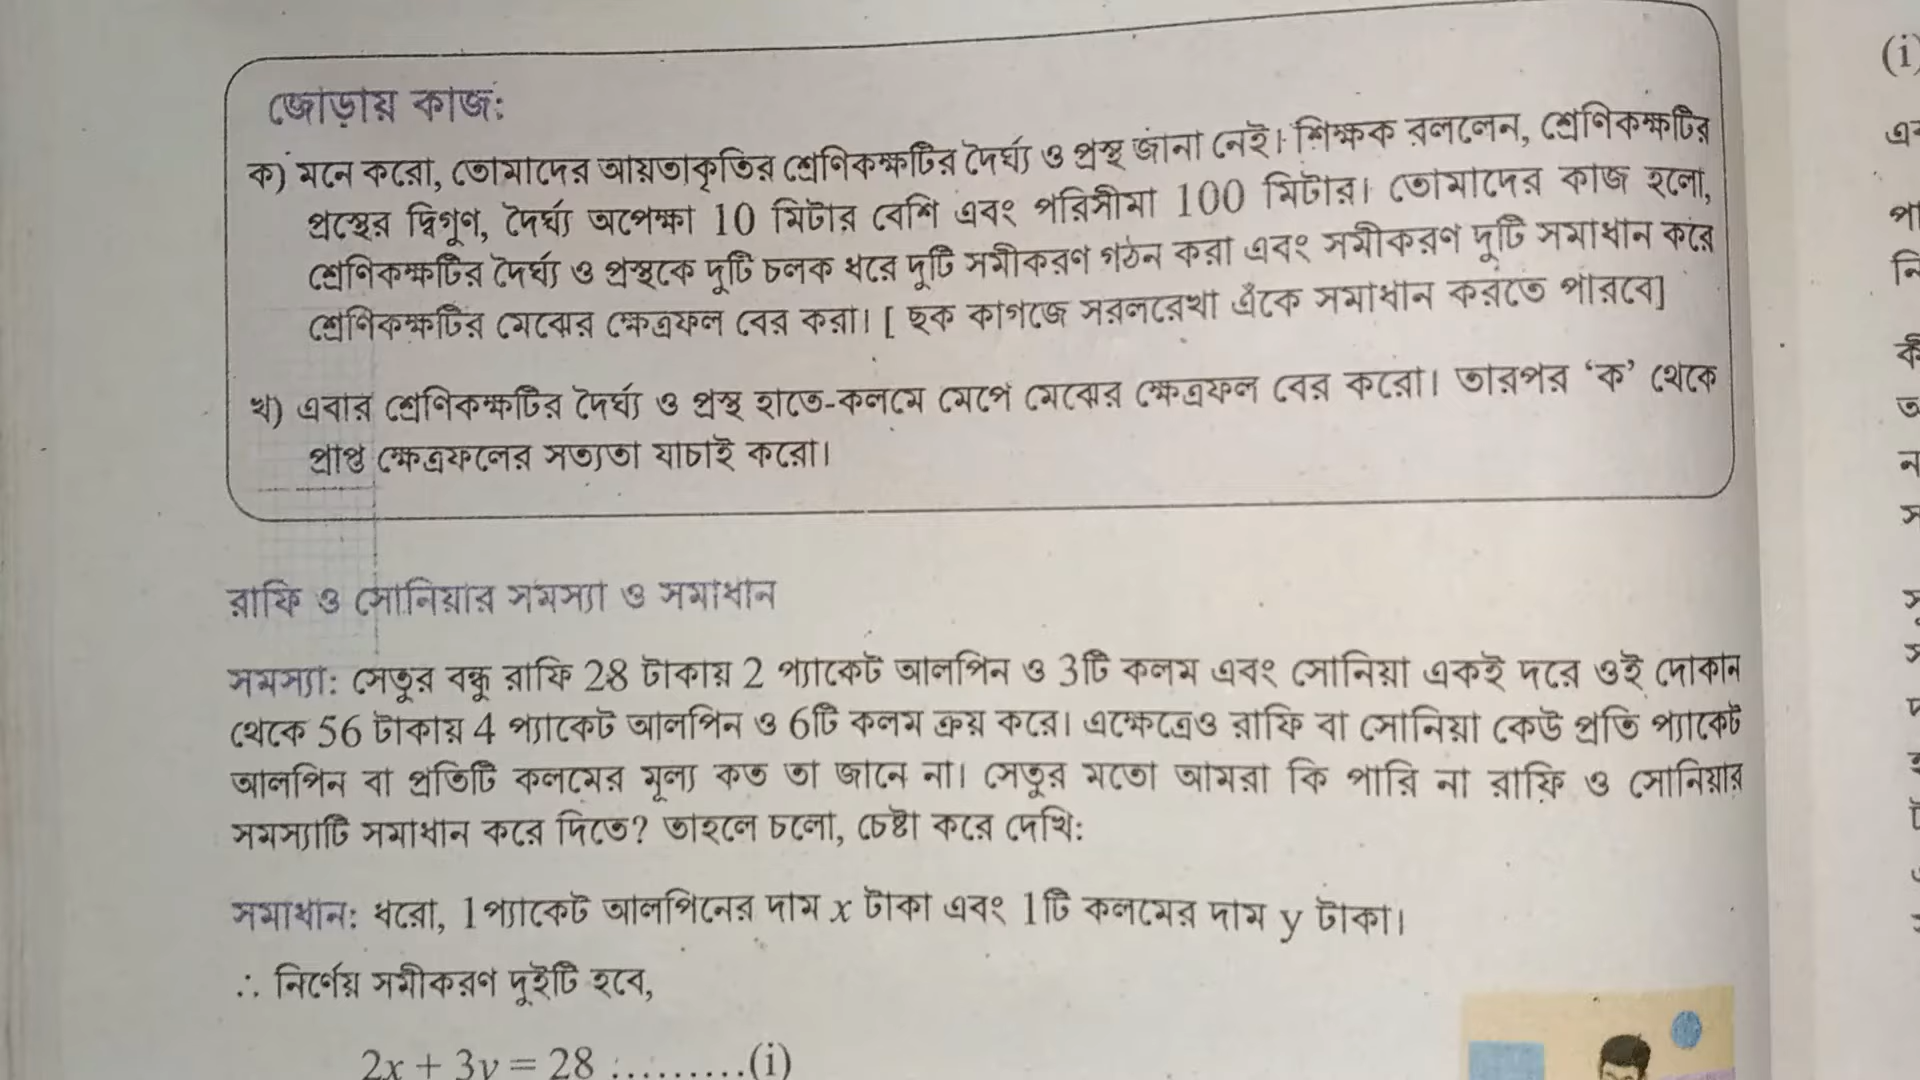 জোড়ায় কাজ:
ক) মনে করো, তোমাদের আয়তাকৃতির শ্রেণিকক্ষটির দৈর্ঘ্য ও প্রস্থ জানা নেই। শিক্ষক বললেন, শ্রেণিকক্ষটির
প্রস্থের দ্বিগুণ, দৈর্ঘ্য অপেক্ষা 10 মিটার বেশি এবং পরিসীমা 100 মিটার। তোমাদের কাজ হলো,
শ্রেণিকক্ষটির দৈর্ঘ্য ও প্রস্থকে দুটি চলক ধরে দুটি সমীকরণ গঠন করা এবং সমীকরণ দুটি সমাধান করে
শ্রেণিকক্ষটির মেঝের ক্ষেত্রফল বের করা। [ ছক কাগজে সরলরেখা এঁকে সমাধান করতে পারবে]
খ) এবার শ্রেণিকক্ষটির দৈর্ঘ্য ও প্রস্থ হাতে-কলমে মেপে মেঝের ক্ষেত্রফল বের করো। তারপর ‘ক’ থেকে
প্রাপ্ত ক্ষেত্রফলের সত্যতা যাচাই করো।
রাফি ও সোনিয়ার সমস্যা ও সমাধান
সমস্যা: সেতুর বন্ধু রাফি 28 টাকায় 2 প্যাকেট আলপিন ও 3টি কলম এবং সোনিয়া একই দরে ওই দোকান
থেকে 56 টাকায় 4 প্যাকেট আলপিন ও 6টি কলম ক্রয় করে। এক্ষেত্রেও রাফি বা সোনিয়া কেউ প্রতি প্যাকেট
আলপিন বা প্রতিটি কলমের মূল্য কত তা জানে না। সেতুর মতো আমরা কি পারি না রাফি ও সোনিয়ার
সমস্যাটি সমাধান করে দিতে? তাহলে চলো, চেষ্টা করে দেখি:
সমাধান: ধরো, 1প্যাকেট আলপিনের দাম x টাকা এবং 1টি কলমের দাম y টাকা।
∴ নির্ণেয় সমীকরণ দুইটি হবে,
2x + 3y = 28 .........(i)
(i)